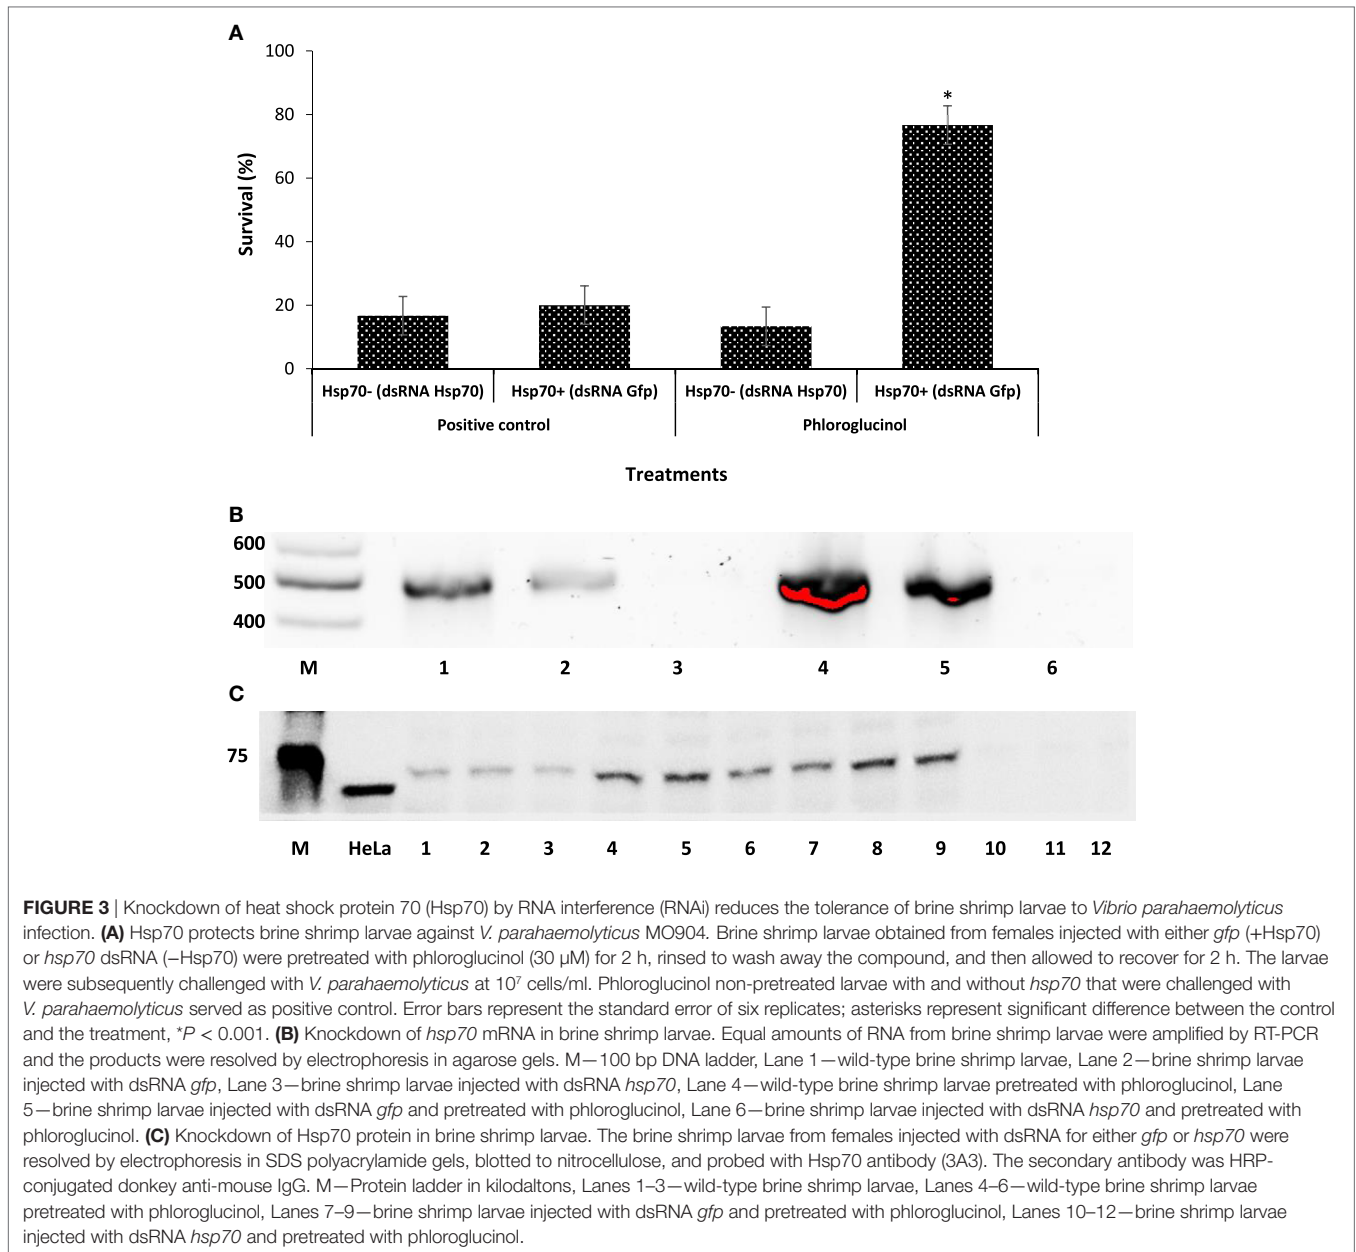 A
100
80
60
40
20
0
Survival (%)
*
Hsp70- (dsRNA Hsp70) Hsp70+ (dsRNA Gfp) Hsp70- (dsRNA Hsp70) Hsp70+ (dsRNA Gfp)
Positive control Phloroglucinol
Treatments
B
600
500
400
M 1 2 3 4 5 6
C
75
M HeLa 1 2 3 4 5 6 7 8 9 10 11 12
FIGURE 3 | Knockdown of heat shock protein 70 (Hsp70) by RNA interference (RNAi) reduces the tolerance of brine shrimp larvae to Vibrio parahaemolyticus
infection. (A) Hsp70 protects brine shrimp larvae against V. parahaemolyticus MO904. Brine shrimp larvae obtained from females injected with either gfp (+Hsp70)
or hsp70 dsRNA (−Hsp70) were pretreated with phloroglucinol (30 µM) for 2 h, rinsed to wash away the compound, and then allowed to recover for 2 h. The larvae
were subsequently challenged with V. parahaemolyticus at 10⁷ cells/ml. Phloroglucinol non-pretreated larvae with and without hsp70 that were challenged with
V. parahaemolyticus served as positive control. Error bars represent the standard error of six replicates; asterisks represent significant difference between the control
and the treatment, *P < 0.001. (B) Knockdown of hsp70 mRNA in brine shrimp larvae. Equal amounts of RNA from brine shrimp larvae were amplified by RT-PCR
and the products were resolved by electrophoresis in agarose gels. M—100 bp DNA ladder, Lane 1—wild-type brine shrimp larvae, Lane 2—brine shrimp larvae
injected with dsRNA gfp, Lane 3—brine shrimp larvae injected with dsRNA hsp70, Lane 4—wild-type brine shrimp larvae pretreated with phloroglucinol, Lane
5—brine shrimp larvae injected with dsRNA gfp and pretreated with phloroglucinol, Lane 6—brine shrimp larvae injected with dsRNA hsp70 and pretreated with
phloroglucinol. (C) Knockdown of Hsp70 protein in brine shrimp larvae. The brine shrimp larvae from females injected with dsRNA for either gfp or hsp70 were
resolved by electrophoresis in SDS polyacrylamide gels, blotted to nitrocellulose, and probed with Hsp70 antibody (3A3). The secondary antibody was HRP-
conjugated donkey anti-mouse IgG. M—Protein ladder in kilodaltons, Lanes 1–3—wild-type brine shrimp larvae, Lanes 4–6—wild-type brine shrimp larvae
pretreated with phloroglucinol, Lanes 7–9—brine shrimp larvae injected with dsRNA gfp and pretreated with phloroglucinol, Lanes 10–12—brine shrimp larvae
injected with dsRNA hsp70 and pretreated with phloroglucinol.